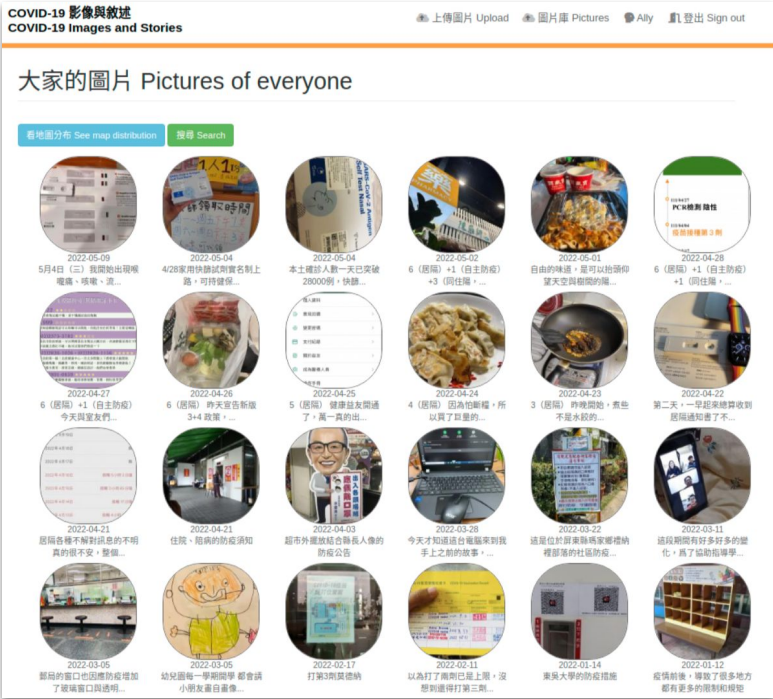 COVID-19 影像與敘述
COVID-19 Images and Stories
上傳圖片 Upload 圖片庫 Pictures Ally 登出 Sign out
大家的圖片 Pictures of everyone
看地圖分布 See map distribution 搜尋 Search
2022-05-09
5月4日（三）我開始出現喉
嚨痛、咳嗽、流...
2022-05-04
4/28家用快篩試劑實名制上
路，可持健保...
2022-05-04
本土確診人數一天已突破
28000例，快篩...
2022-05-02
6（居隔）+1（自主防疫）
+3（同住陽，...
2022-05-01
自由的味道，是可以抬頭仰
望天空與樹間的陽...
PCR檢測 陰性
疫苗接種第 3 劑
2022-04-28
6（居隔）+1（自主防疫）
+1（同住陽，...
2022-04-27
6（居隔）+1（自主防疫）
今天與室友們...
2022-04-26
6（居隔） 昨天宣告新版
3+4 政策，...
2022-04-25
5（居隔） 健康益友開通
了，萬一真的出...
2022-04-24
4（居隔） 因為怕斷糧，所
以買了巨量的...
2022-04-23
3（居隔） 昨晚開始，煮些
不是水餃的...
2022-04-22
第二天，一早起來總算收到
居隔通知書了不...
2022-04-21
居隔各種不解對訊息的不明
真的很不安，整個...
2022-04-21
住院、陪病的防疫須知
2022-04-03
超市外擺放結合縣長人像的
防疫公告
2022-03-28
今天才知道這台電腦來到我
手上之前的故事，...
2022-03-22
這是位於屏東縣瑪家鄉禮納
裡部落的社區防疫...
2022-03-11
這段期間有好多好多的變
化，爲了協助指導學...
2022-03-05
郵局的窗口也因應防疫增加
了玻璃窗口與透明...
2022-03-05
幼兒園每一學期開學 都會請
小朋友畫自畫像...
2022-02-17
打第3劑莫德納
2022-02-11
以為打了兩劑已是上限，沒
想到還得打第三劑...
2022-01-14
東吳大學的防疫措施
2022-01-12
疫情前後，導致了很多地方
都有更多的限制和規矩